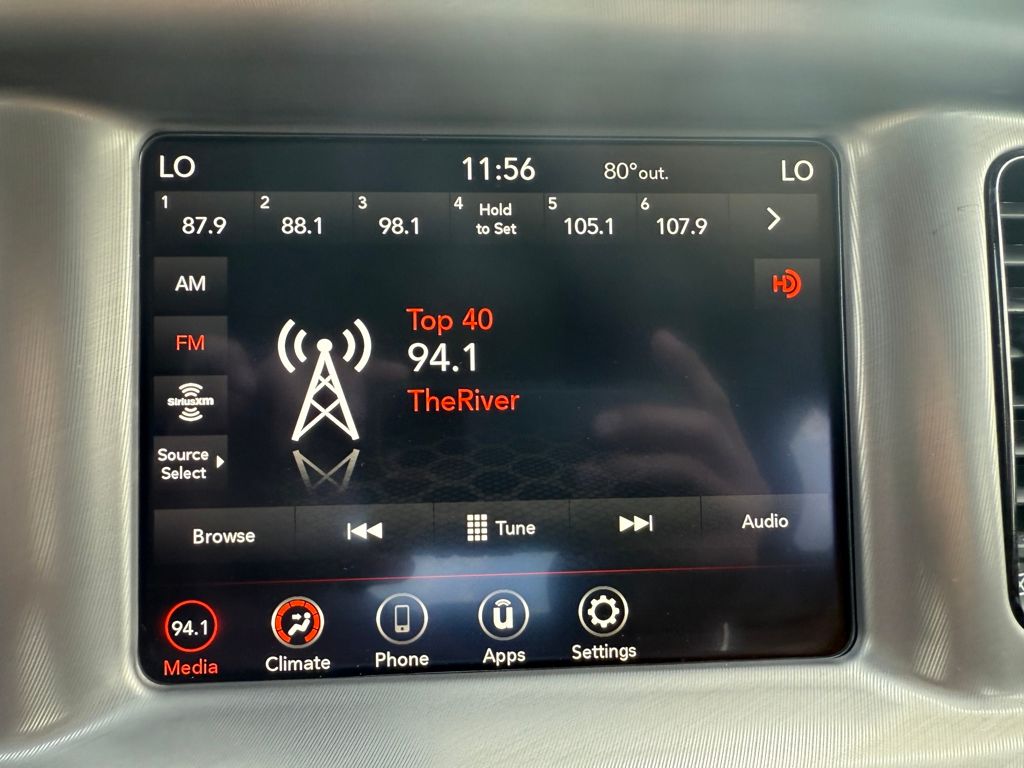 LO 11:56 80°out. LO
1 87.9 2 88.1 3 98.1 4 Hold to Set 5 105.1 6 107.9
AM
HD
FM
Top 40
94.1
TheRiver
SiriusXM
Source
Select
Browse Tune Audio
94.1
Media Climate Phone Apps Settings